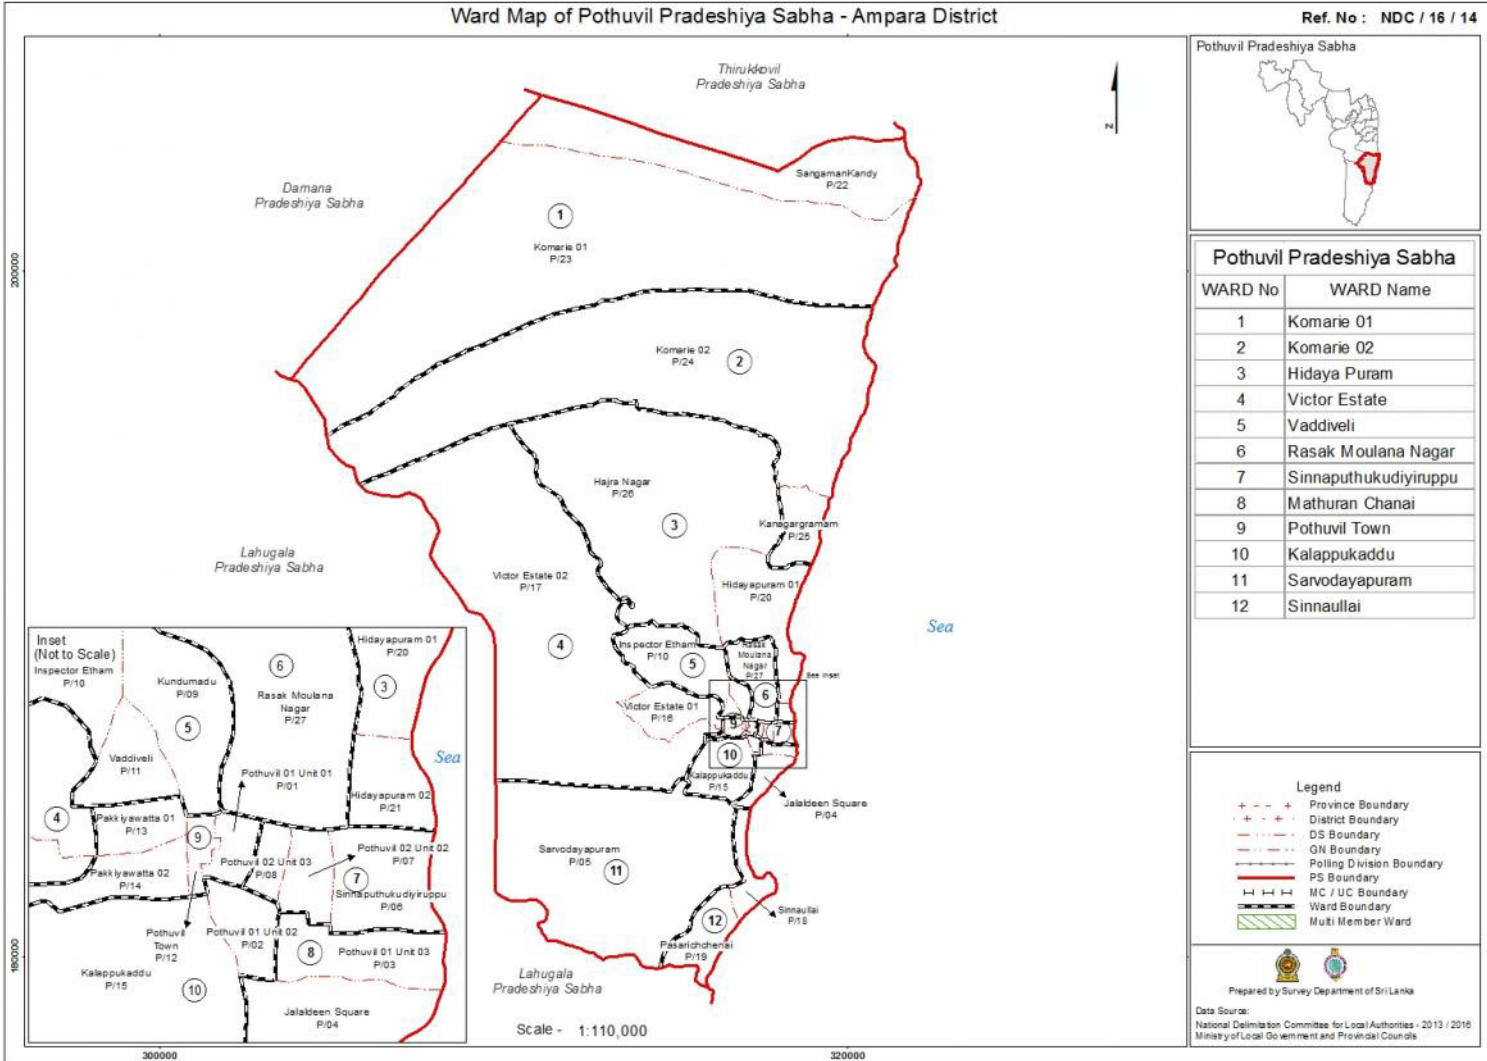 Ward Map of Pothuvil Pradeshiya Sabha - Ampara District
Ref. No : NDC / 16 / 14
Thirukkovil
Pradeshiya Sabha
N
Damana
Pradeshiya Sabha
SangamanKandy
P/22
1
Komarie 01
P/23
200000
Komarie 02
P/24
2
Hajra Nagar
P/26
3
Kanagargramam
P/25
Lahugala
Pradeshiya Sabha
Victor Estate 02
P/17
Hidayapuram 01
P/20
Sea
4
Inspector Etham
P/10
5
Rasak
Moulana
Nagar
P/27
See Inset
6
Victor Estate 01
P/16
9
7
10
Kalappukaddu
P/15
Jalaldeen Square
P/04
Sarvodayapuram
P/05
11
Sinnaullai
P/18
12
Pasarichchenai
P/19
Lahugala
Pradeshiya Sabha
Scale - 1:110,000
180000
300000
320000
Inset
(Not to Scale)
Inspector Etham
P/10
Kundumadu
P/09
5
6
Rasak Moulana
Nagar
P/27
Hidayapuram 01
P/20
3
Sea
Vaddiveli
P/11
Pothuvil 01 Unit 01
P/01
Hidayapuram 02
P/21
4
Pakkiyawatta 01
P/13
9
Pothuvil 02 Unit 03
P/08
Pothuvil 02 Unit 02
P/07
Pakkiyawatta 02
P/14
7
Sinnaputhukudiyiruppu
P/06
Pothuvil
Town
P/12
Pothuvil 01 Unit 02
P/02
8
Pothuvil 01 Unit 03
P/03
Kalappukaddu
P/15
10
Jalaldeen Square
P/04
Pothuvil Pradeshiya Sabha
Pothuvil Pradeshiya Sabha
WARD No WARD Name
1 Komarie 01
2 Komarie 02
3 Hidaya Puram
4 Victor Estate
5 Vaddiveli
6 Rasak Moulana Nagar
7 Sinnaputhukudiyiruppu
8 Mathuran Chanai
9 Pothuvil Town
10 Kalappukaddu
11 Sarvodayapuram
12 Sinnaullai
Legend
Province Boundary
District Boundary
DS Boundary
GN Boundary
Polling Division Boundary
PS Boundary
MC / UC Boundary
Ward Boundary
Multi Member Ward
Prepared by Survey Department of Sri Lanka
Data Source:
National Delimitation Committee for Local Authorities - 2013 / 2016
Ministry of Local Government and Provincial Councils